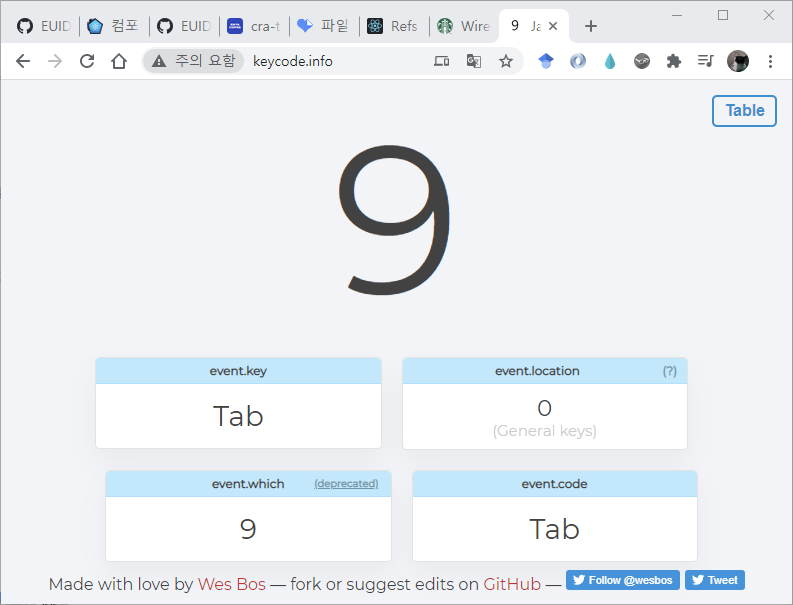 EUID 컴포 EUID cra-t 파일 Refs Wire 9 Ja
주의 요함 keycode.info
Table
9
event.key
Tab
event.location (?)
0
(General keys)
event.which (deprecated)
9
event.code
Tab
Made with love by Wes Bos — fork or suggest edits on GitHub — Follow @wesbos Tweet